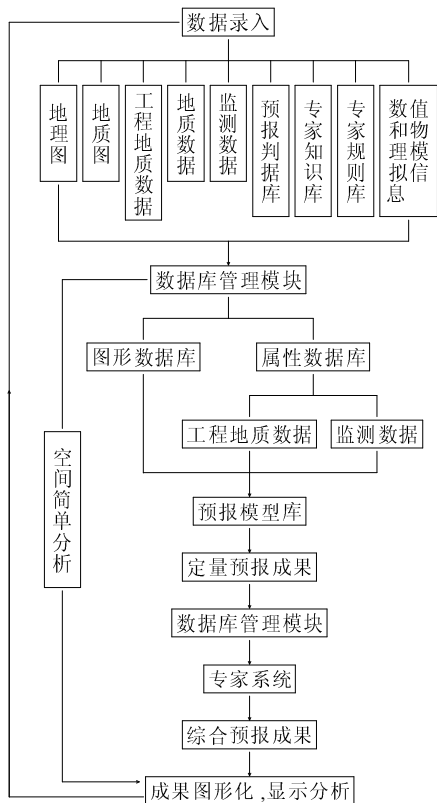 数据录入
地理图
地质图
工程地质数据
地质数据
监测数据
预报判据库
专家知识库
专家规则库
数和理拟息
值物模信
数据库管理模块
图形数据库
属性数据库
工程地质数据
监测数据
空间简单分析
预报模型库
定量预报成果
数据库管理模块
专家系统
综合预报成果
成果图形化,显示分析